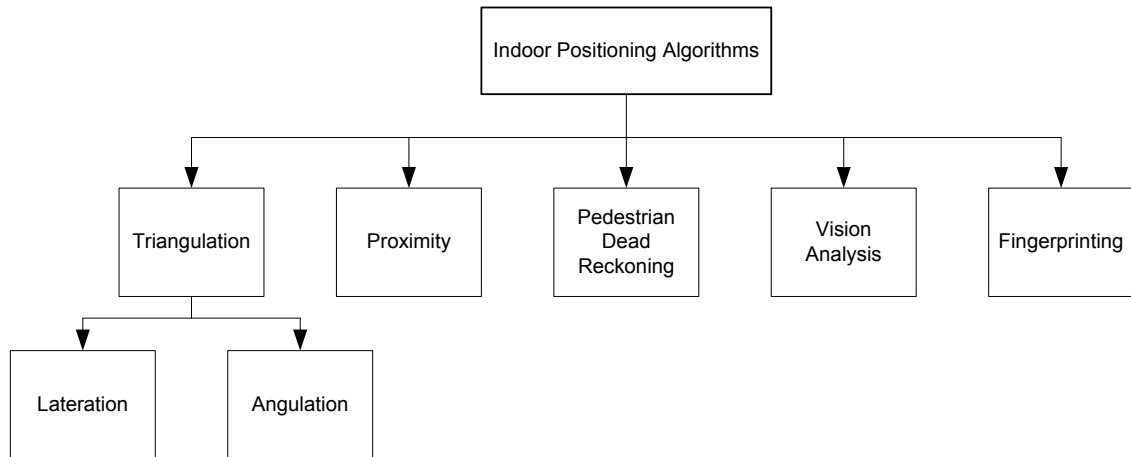 Indoor Positioning Algorithms
Triangulation
Proximity
Pedestrian
Dead
Reckoning
Vision
Analysis
Fingerprinting
Lateration
Angulation